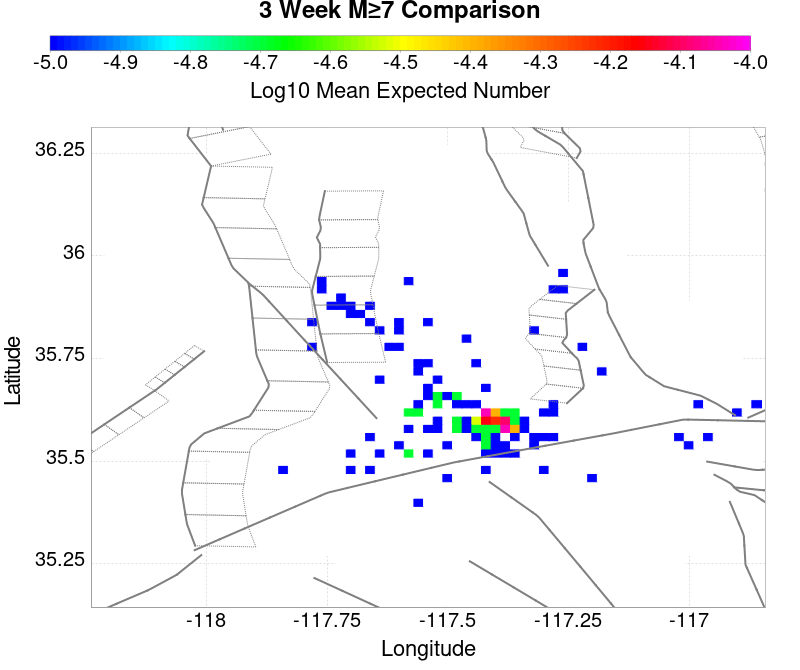 3 Week M≥7 Comparison
-5.0 -4.9 -4.8 -4.7 -4.6 -4.5 -4.4 -4.3 -4.2 -4.1 -4.0
Log10 Mean Expected Number
36.25
36
35.75
35.5
35.25
Latitude
-118 -117.75 -117.5 -117.25 -117
Longitude